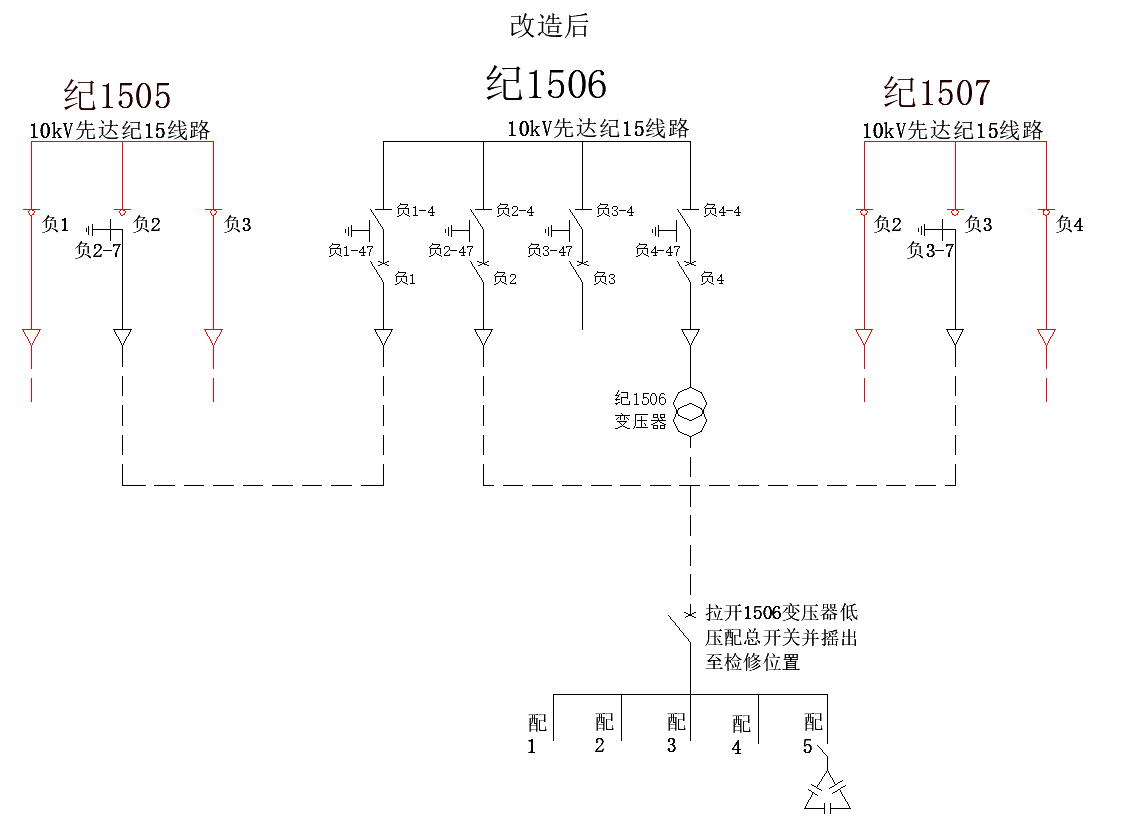 改造后
纪1505
纪1506
纪1507
10kV先达纪15线路
10kV先达纪15线路
10kV先达纪15线路
负1
负2
负3
负2-7
负1-4
负2-4
负3-4
负4-4
负1-47
负2-47
负3-47
负4-47
负1
负2
负3
负4
负2
负3
负4
负3-7
纪1506
变压器
拉开1506变压器低
压配总开关并摇出
至检修位置
配
1
配
2
配
3
配
4
配
5